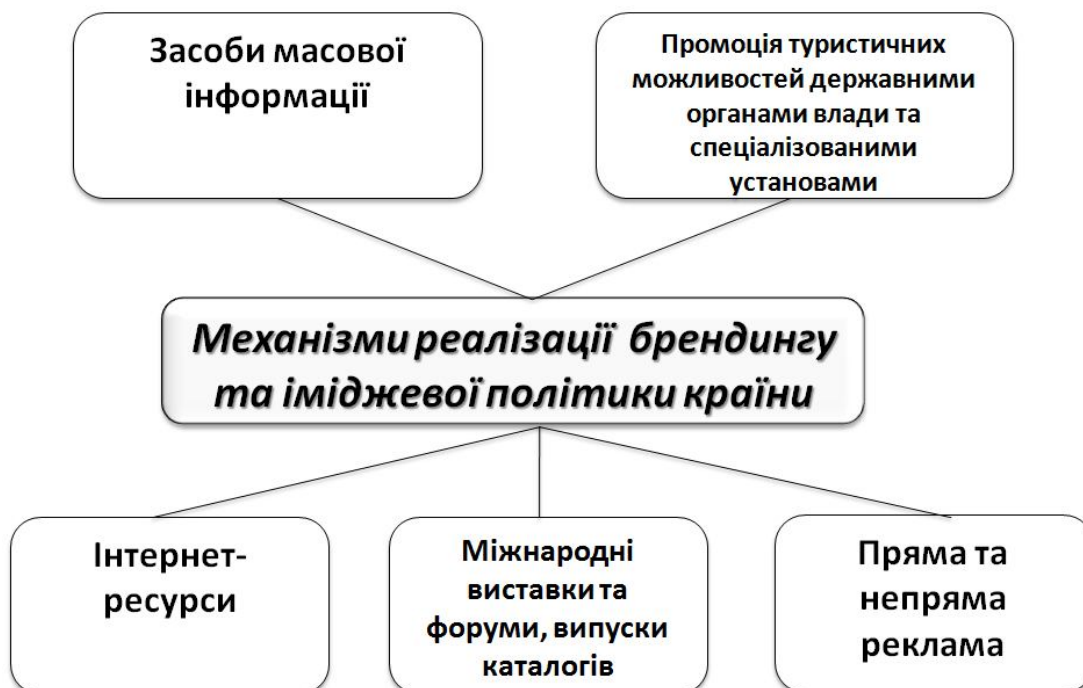 Засоби масової
інформації
Промоція туристичних
можливостей державними
органами влади та
спеціалізованими
установами
Механізми реалізації брендингу
та іміджевої політики країни
Інтернет-
ресурси
Міжнародні
виставки та
форуми, випуски
каталогів
Пряма та
непряма
реклама